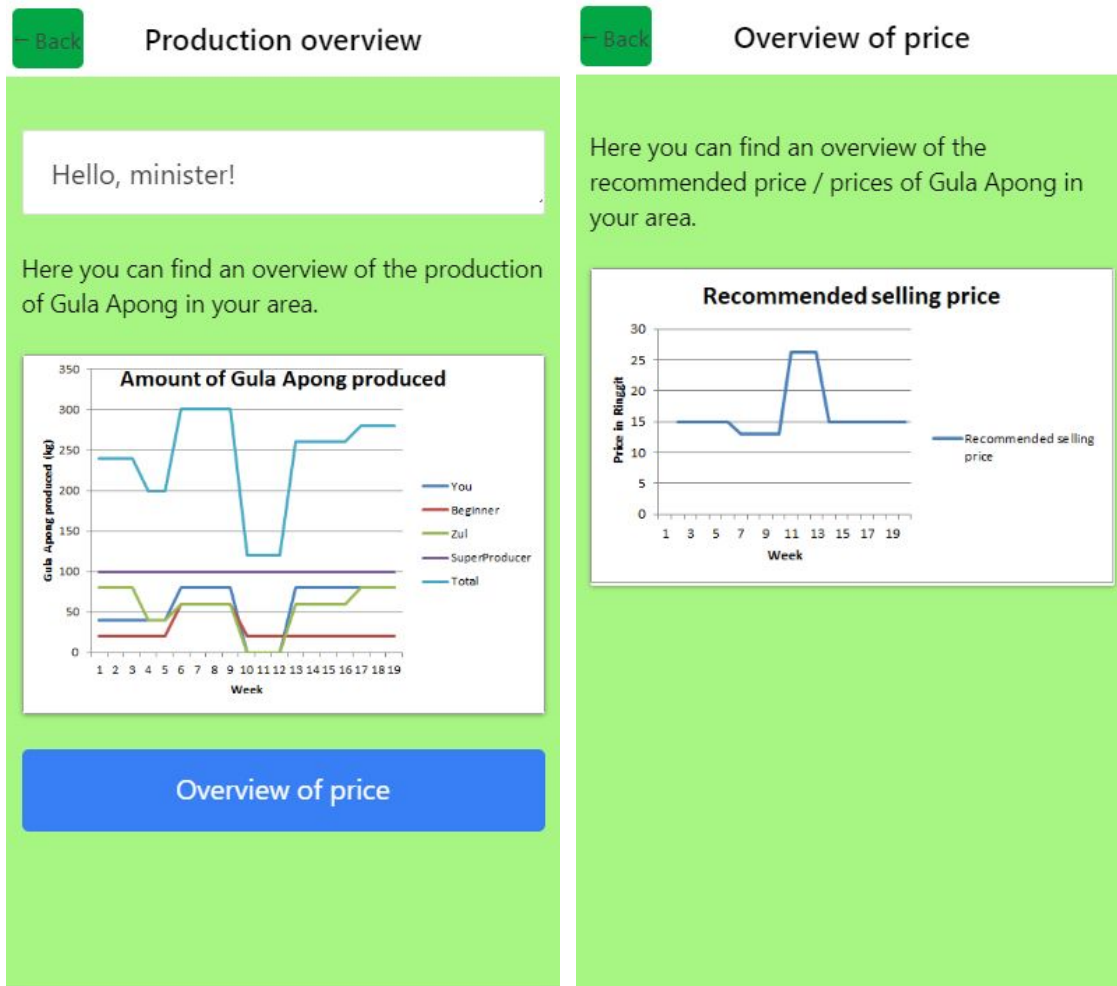 ← Back
Production overview
Hello, minister!
Here you can find an overview of the production
of Gula Apong in your area.
Amount of Gula Apong produced
Gula Apong produced (kg)
350
300
250
200
150
100
50
0
1 2 3 4 5 6 7 8 9 10 11 12 13 14 15 16 17 18 19
Week
You
Beginner
Zul
SuperProducer
Total
Overview of price
← Back
Overview of price
Here you can find an overview of the
recommended price / prices of Gula Apong in
your area.
Recommended selling price
Price in Ringgit
30
25
20
15
10
5
0
1 3 5 7 9 11 13 15 17 19
Week
Recommended selling
price